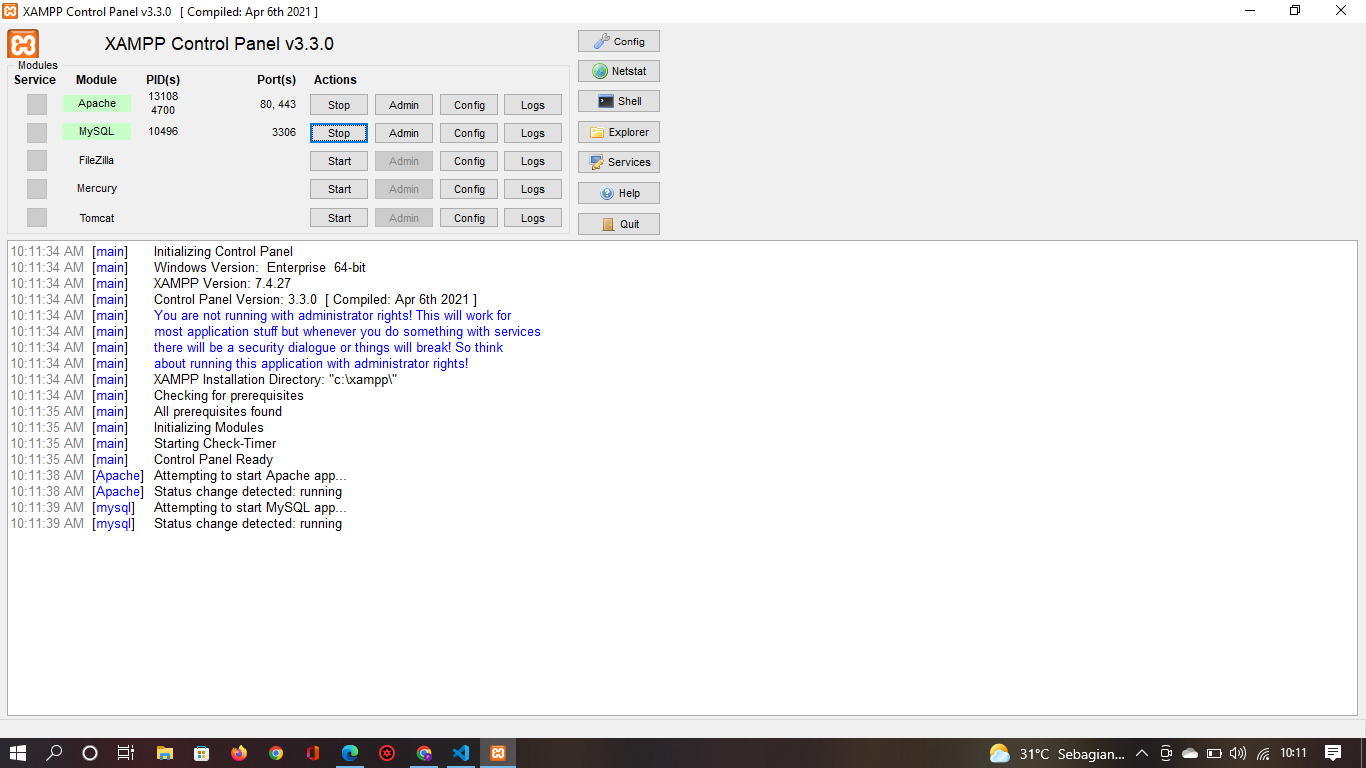 XAMPP Control Panel v3.3.0 [ Compiled: Apr 6th 2021 ]
XAMPP Control Panel v3.3.0
Config
Netstat
Shell
Explorer
Services
Help
Quit
Modules
Service Module PID(s) Port(s) Actions
Apache 13108 4700 80, 443 Stop Admin Config Logs
MySQL 10496 3306 Stop Admin Config Logs
FileZilla Start Admin Config Logs
Mercury Start Admin Config Logs
Tomcat Start Admin Config Logs
10:11:34 AM [main] Initializing Control Panel
10:11:34 AM [main] Windows Version: Enterprise 64-bit
10:11:34 AM [main] XAMPP Version: 7.4.27
10:11:34 AM [main] Control Panel Version: 3.3.0 [ Compiled: Apr 6th 2021 ]
10:11:34 AM [main] You are not running with administrator rights! This will work for
10:11:34 AM [main] most application stuff but whenever you do something with services
10:11:34 AM [main] there will be a security dialogue or things will break! So think
10:11:34 AM [main] about running this application with administrator rights!
10:11:34 AM [main] XAMPP Installation Directory: "c:\xampp\"
10:11:34 AM [main] Checking for prerequisites
10:11:35 AM [main] All prerequisites found
10:11:35 AM [main] Initializing Modules
10:11:35 AM [main] Starting Check-Timer
10:11:35 AM [main] Control Panel Ready
10:11:38 AM [Apache] Attempting to start Apache app...
10:11:38 AM [Apache] Status change detected: running
10:11:39 AM [mysql] Attempting to start MySQL app...
10:11:39 AM [mysql] Status change detected: running
31°C Sebagian... 10:11